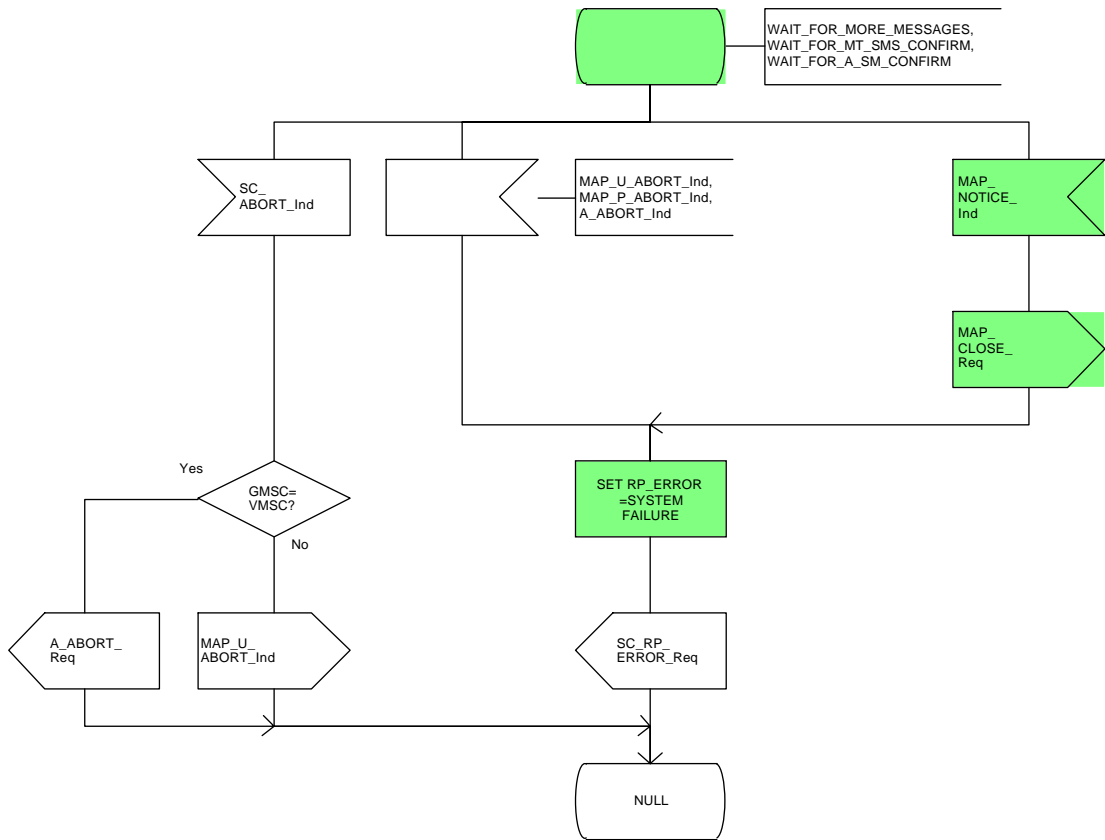 WAIT_FOR_MORE_MESSAGES,
WAIT_FOR_MT_SMS_CONFIRM,
WAIT_FOR_A_SM_CONFIRM
SC_
ABORT_Ind
MAP_U_ABORT_Ind,
MAP_P_ABORT_Ind,
A_ABORT_Ind
MAP_
NOTICE_
Ind
MAP_
CLOSE_
Req
Yes
GMSC=
VMSC?
No
SET RP_ERROR
=SYSTEM
FAILURE
A_ABORT_
Req
MAP_U_
ABORT_Ind
SC_RP_
ERROR_Req
NULL